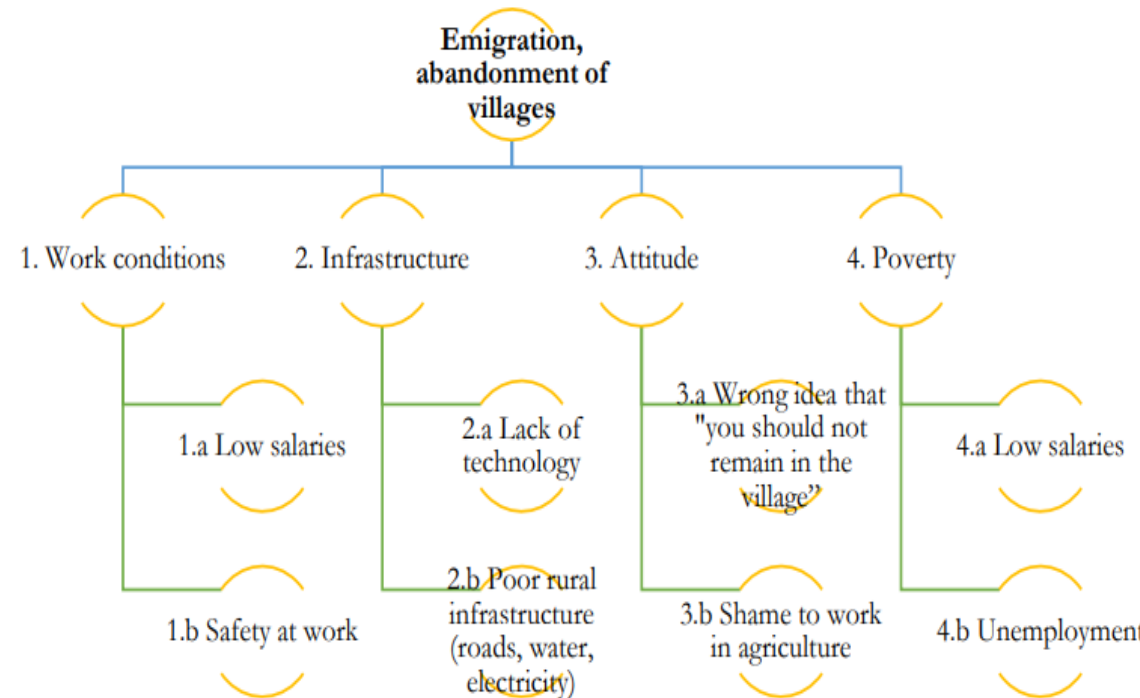 Emigration,
abandonment of
villages
1. Work conditions
2. Infrastructure
3. Attitude
4. Poverty
1.a Low salaries
2.a Lack of
technology
3.a Wrong idea that
"you should not
remain in the
village”
4.a Low salaries
1.b Safety at work
2.b Poor rural
infrastructure
(roads, water,
electricity)
3.b Shame to work
in agriculture
4.b Unemployment